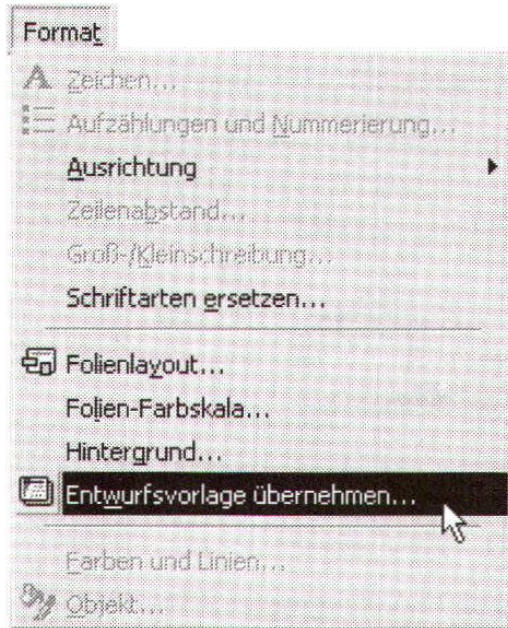 Format
Zeichen...
Aufzählungen und Nummerierung...
Ausrichtung
Zeilenabstand...
Groß-/Kleinschreibung...
Schriftarten ersetzen...
Folienlayout...
Folien-Farbskala...
Hintergrund...
Entwurfsvorlage übernehmen...
Farben und Linien...
Objekt...